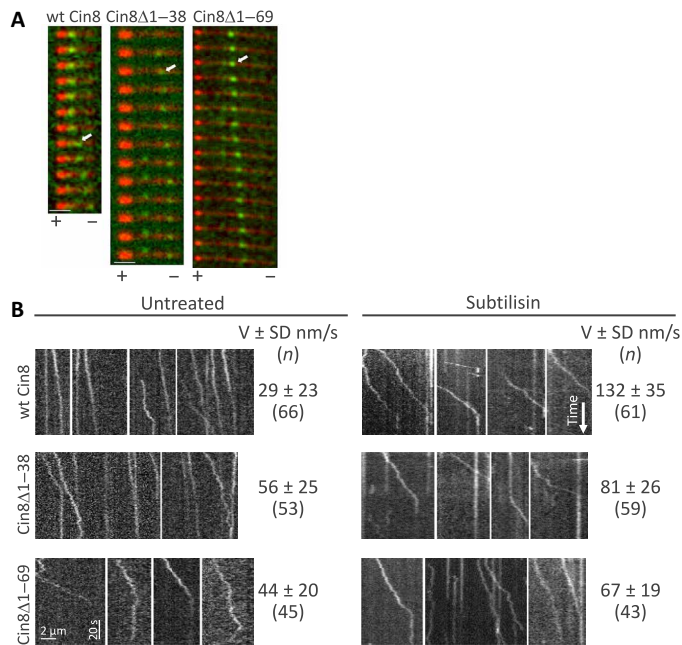 A
wt Cin8 Cin8Δ1–38 Cin8Δ1–69
+ –
+ – + –
B
Untreated Subtilisin
V ± SD nm/s V ± SD nm/s
(n) (n)
wt Cin8
29 ± 23 132 ± 35
(66) (61)
Time
Cin8Δ1–38
56 ± 25 81 ± 26
(53) (59)
Cin8Δ1–69
44 ± 20 67 ± 19
(45) (43)
2 μm 20 s